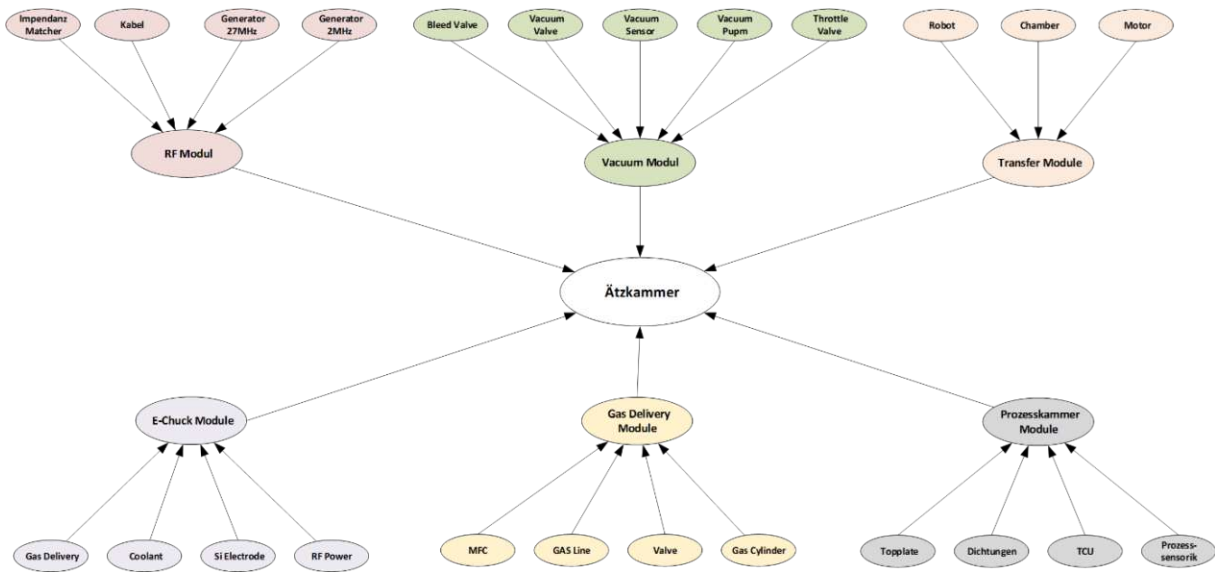 Impendanz
Matcher
Kabel
Generator
27MHz
Generator
2MHz
Bleed Valve
Vacuum
Valve
Vacuum
Sensor
Vacuum
Pupm
Throttle
Valve
Robot
Chamber
Motor
RF Modul
Vacuum Modul
Transfer Module
Ätzkammer
E-Chuck Module
Gas Delivery
Module
Prozesskammer
Module
Gas Delivery
Coolant
Si Electrode
RF Power
MFC
GAS Line
Valve
Gas Cylinder
Topplate
Dichtungen
TCU
Prozess-
sensorik